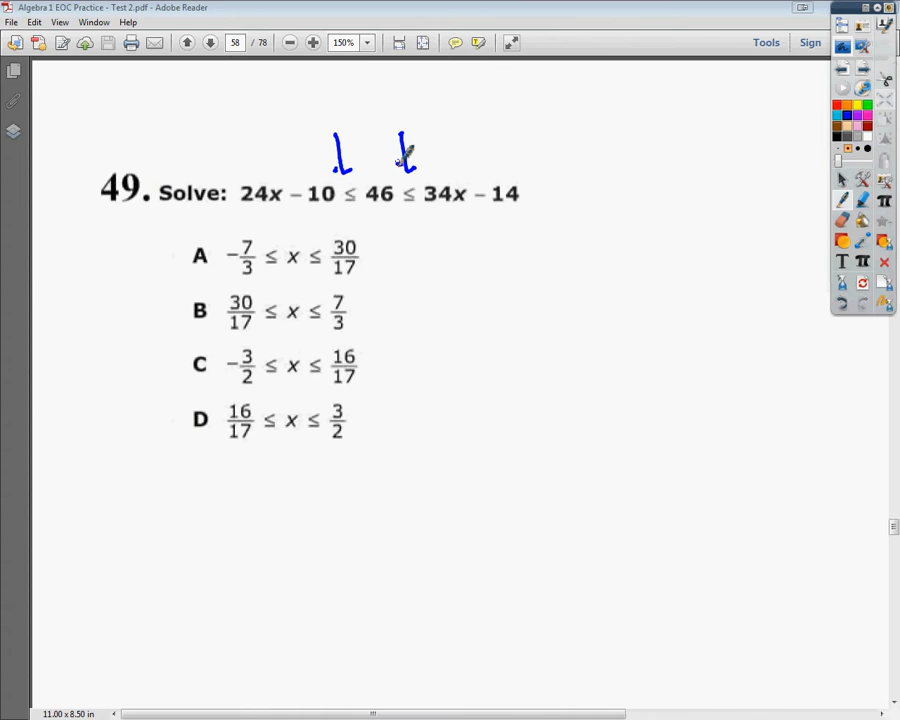 Algebra 1 EOC Practice - Test 2.pdf - Adobe Reader
File Edit View Window Help
58 / 78 150% Tools Sign
49. Solve: 24x − 10 ≤ 46 ≤ 34x − 14
A −7/3 ≤ x ≤ 30/17
B 30/17 ≤ x ≤ 7/3
C −3/2 ≤ x ≤ 16/17
D 16/17 ≤ x ≤ 3/2
11.00 x 8.50 in